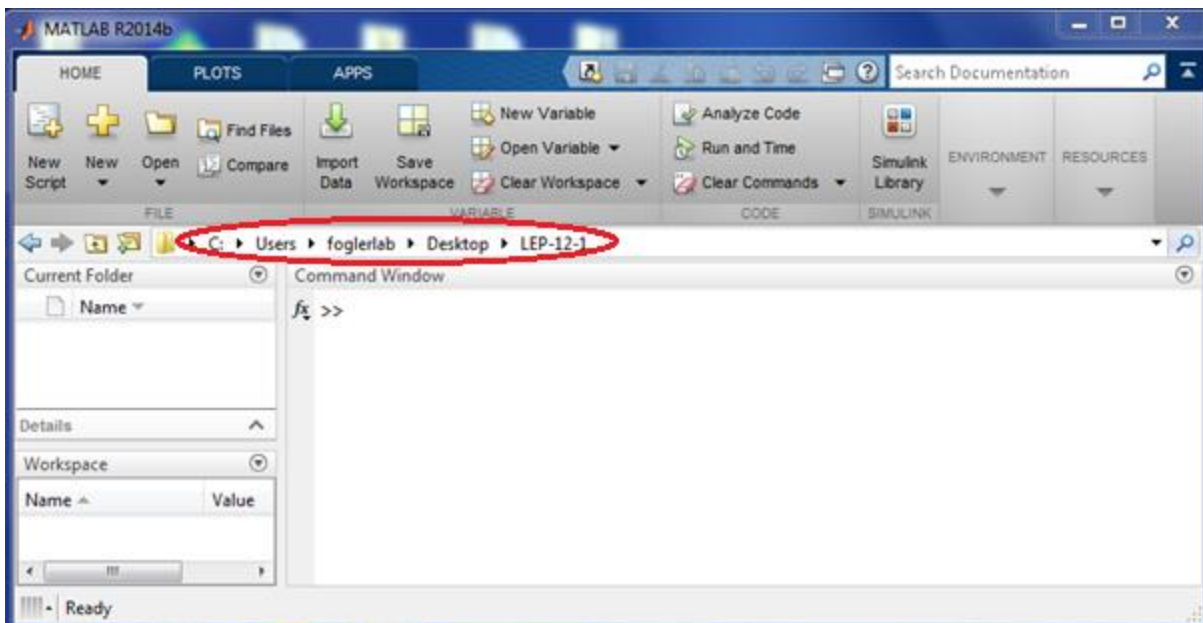 MATLAB R2014b
HOME PLOTS APPS Search Documentation
New Script New Open Find Files Compare Import Data Save Workspace New Variable Open Variable Clear Workspace Analyze Code Run and Time Clear Commands Simulink Library ENVIRONMENT RESOURCES
FILE VARIABLE CODE SIMULINK
C: Users foglerlab Desktop LEP-12-1
Current Folder Command Window
Name fx >>
Details
Workspace
Name Value
Ready